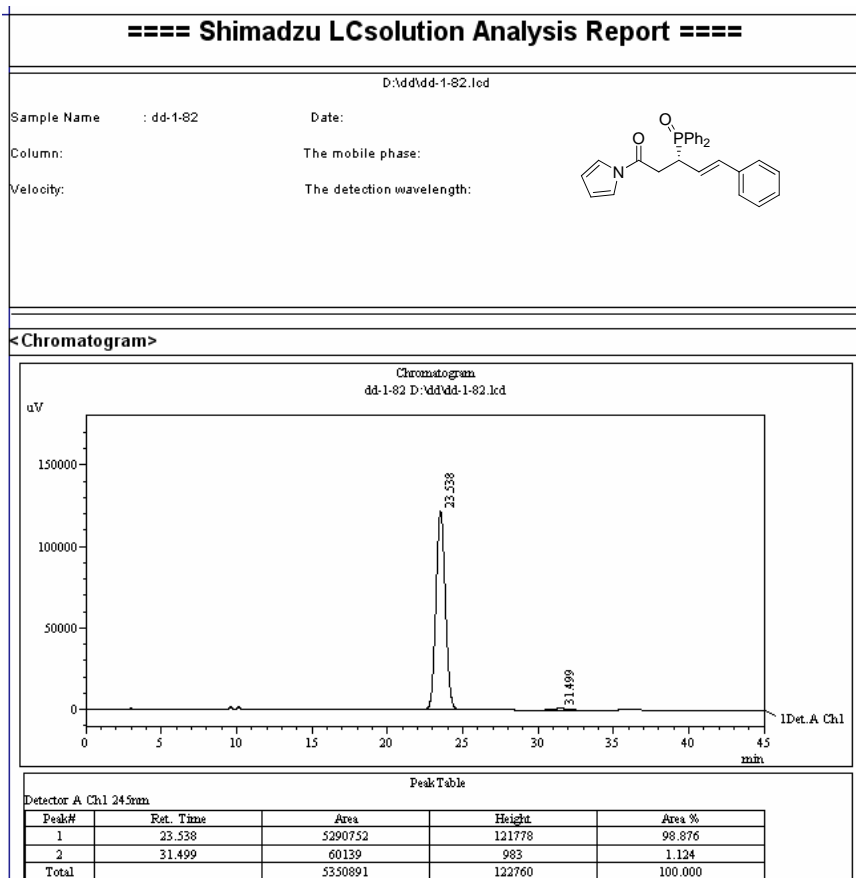 ==== Shimadzu LCsolution Analysis Report ====
D:\dd\dd-1-82.lcd
Sample Name : dd-1-82 Date:
Column: The mobile phase:
Velocity: The detection wavelength:
O
O PPh2
N
<Chromatogram>
Chromatogram
dd-1-82 D:\dd\dd-1-82.lcd
uV
150000
100000
50000
0
23.538
31.499
1Det.A Ch1
0 5 10 15 20 25 30 35 40 45
min
PeakTable
Detector A Ch1 245nm
Peak# Ret. Time Area Height Area %
1 23.538 5290752 121778 98.876
2 31.499 60139 983 1.124
Total 5350891 122760 100.000